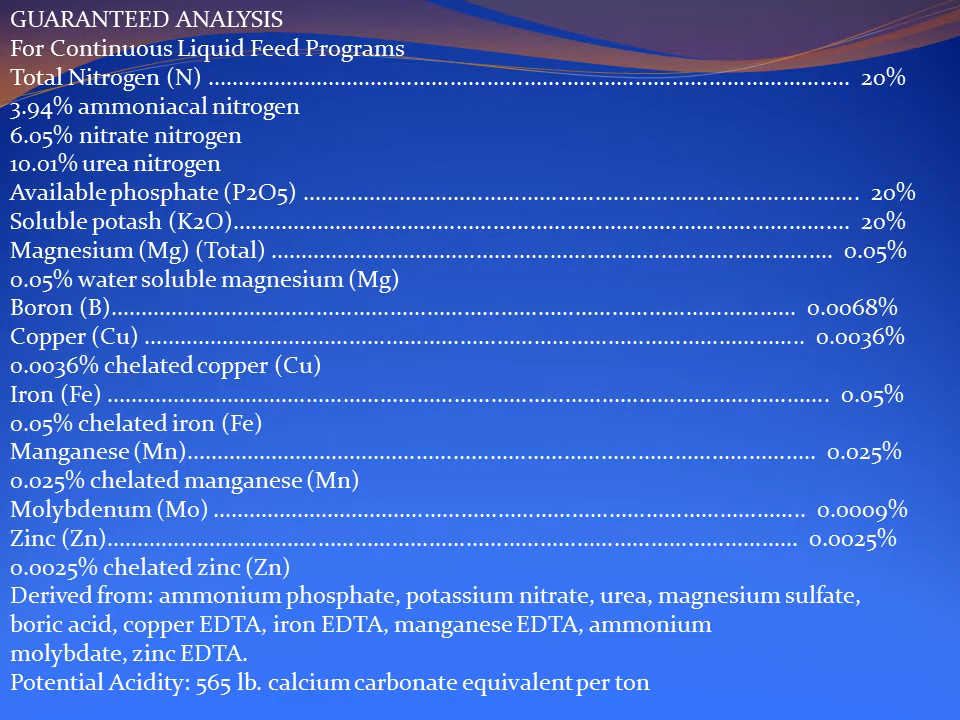 GUARANTEED ANALYSIS
For Continuous Liquid Feed Programs
Total Nitrogen (N) ........................................................................................................... 20%
3.94% ammoniacal nitrogen
6.05% nitrate nitrogen
10.01% urea nitrogen
Available phosphate (P2O5) ............................................................................................. 20%
Soluble potash (K2O)....................................................................................................... 20%
Magnesium (Mg) (Total) .............................................................................................. 0.05%
0.05% water soluble magnesium (Mg)
Boron (B).................................................................................................................. 0.0068%
Copper (Cu) .............................................................................................................. 0.0036%
0.0036% chelated copper (Cu)
Iron (Fe) ........................................................................................................................ 0.05%
0.05% chelated iron (Fe)
Manganese (Mn)......................................................................................................... 0.025%
0.025% chelated manganese (Mn)
Molybdenum (Mo) ................................................................................................... 0.0009%
Zinc (Zn)................................................................................................................... 0.0025%
0.0025% chelated zinc (Zn)
Derived from: ammonium phosphate, potassium nitrate, urea, magnesium sulfate,
boric acid, copper EDTA, iron EDTA, manganese EDTA, ammonium
molybdate, zinc EDTA.
Potential Acidity: 565 lb. calcium carbonate equivalent per ton